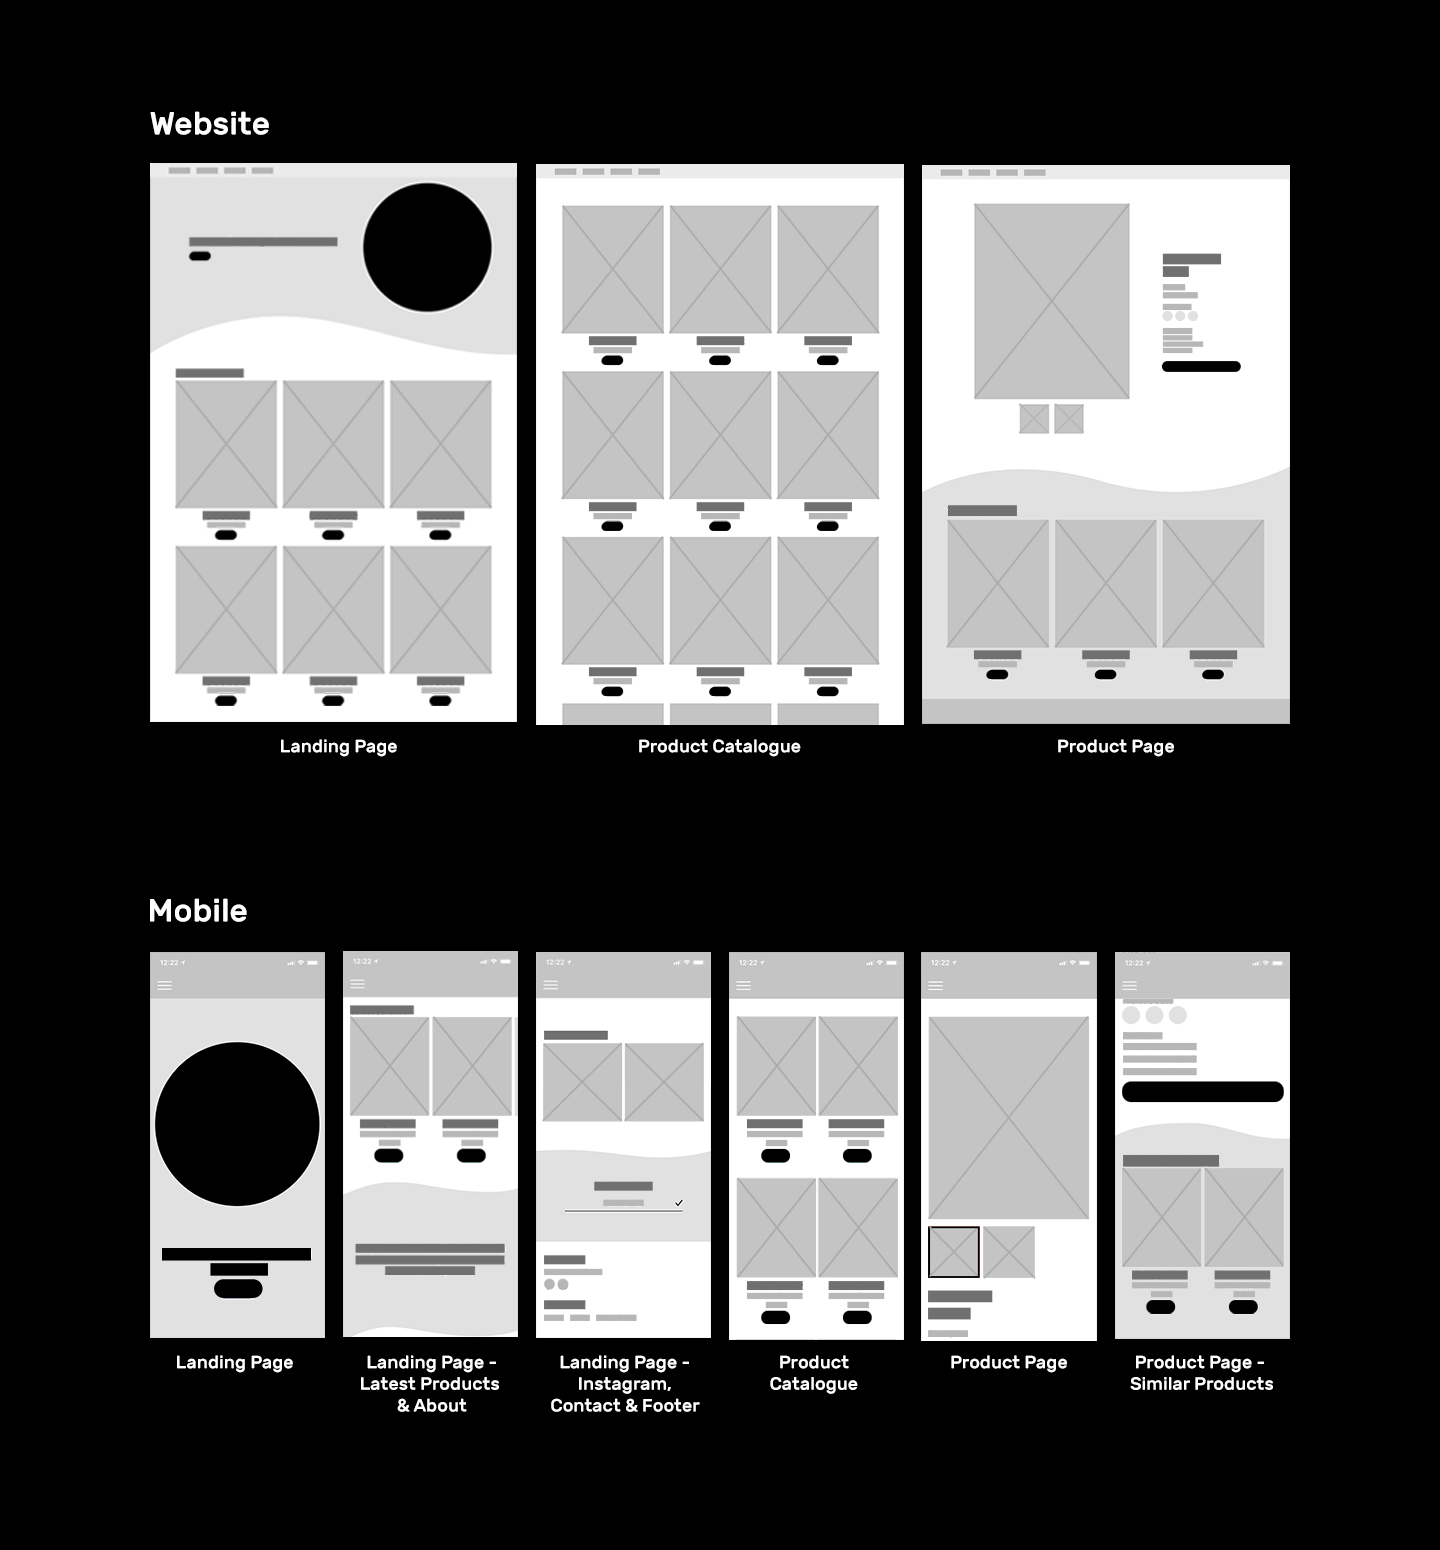 Website
Landing Page
Product Catalogue
Product Page
Mobile
12:22
12:22
12:22
12:22
12:22
12:22
Landing Page
Landing Page -
Latest Products
& About
Landing Page -
Instagram,
Contact & Footer
Product
Catalogue
Product Page
Product Page -
Similar Products